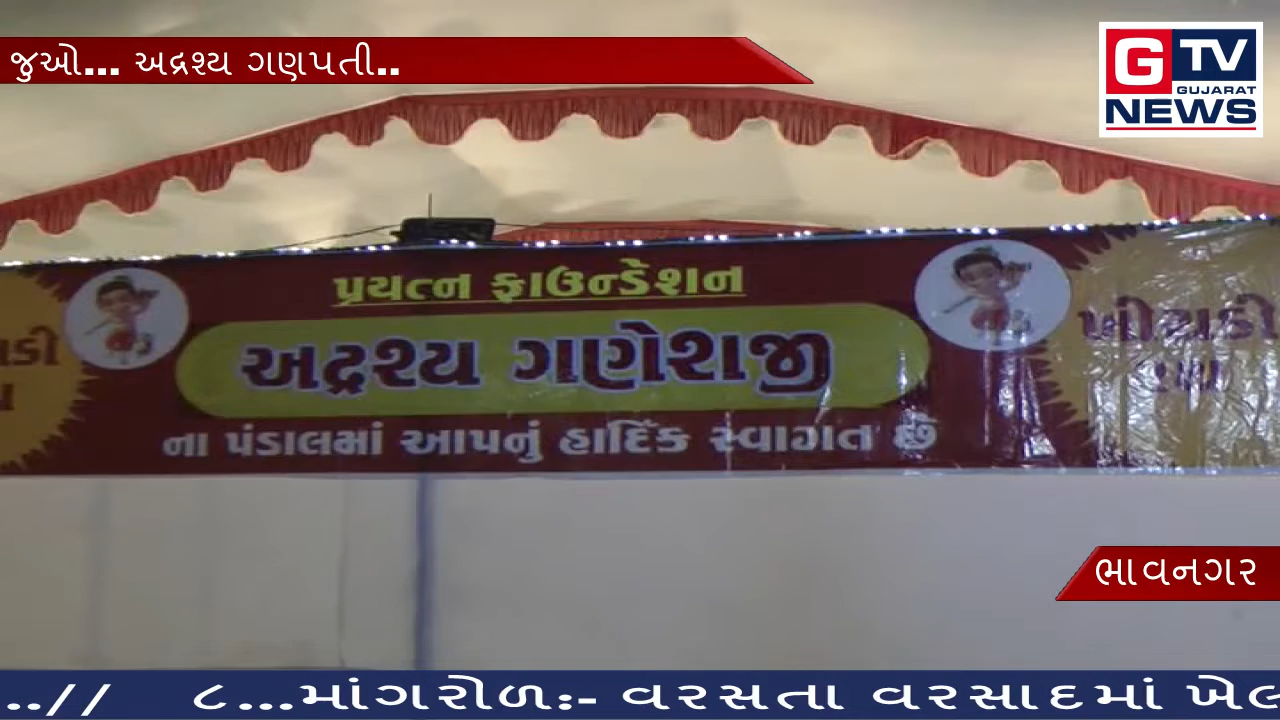 જુઓ... અદ્રશ્ય ગણપતી..
G TV
GUJARAT
NEWS
પ્રયત્ન ફાઉન્ડેશન
અદ્રશ્ય ગણેશજી
ના પંડાલમાં આપનું હાર્દિક સ્વાગત છે
ભાવનગર
..// ૮...માંગરોળઃ- વરસતા વરસાદમાં